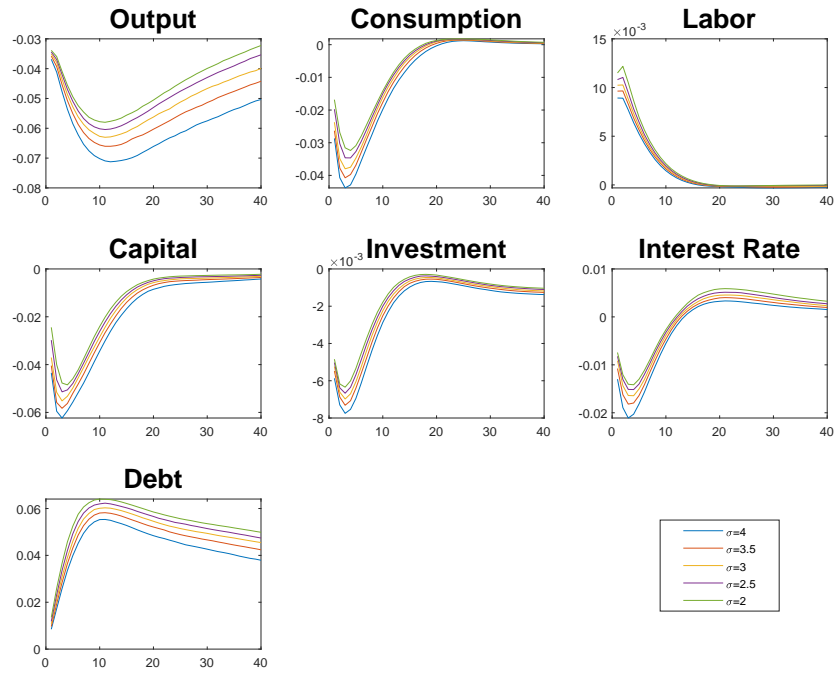 Output
-0.03
-0.04
-0.05
-0.06
-0.07
-0.08
0 10 20 30 40
Consumption
0
-0.01
-0.02
-0.03
-0.04
0 10 20 30 40
Labor
×10⁻³
15
10
5
0
0 10 20 30 40
Capital
0
-0.02
-0.04
-0.06
0 10 20 30 40
Investment
×10⁻³
0
-2
-4
-6
-8
0 10 20 30 40
Interest Rate
0.01
0
-0.01
-0.02
0 10 20 30 40
Debt
0.06
0.04
0.02
0
0 10 20 30 40
σ=4
σ=3.5
σ=3
σ=2.5
σ=2